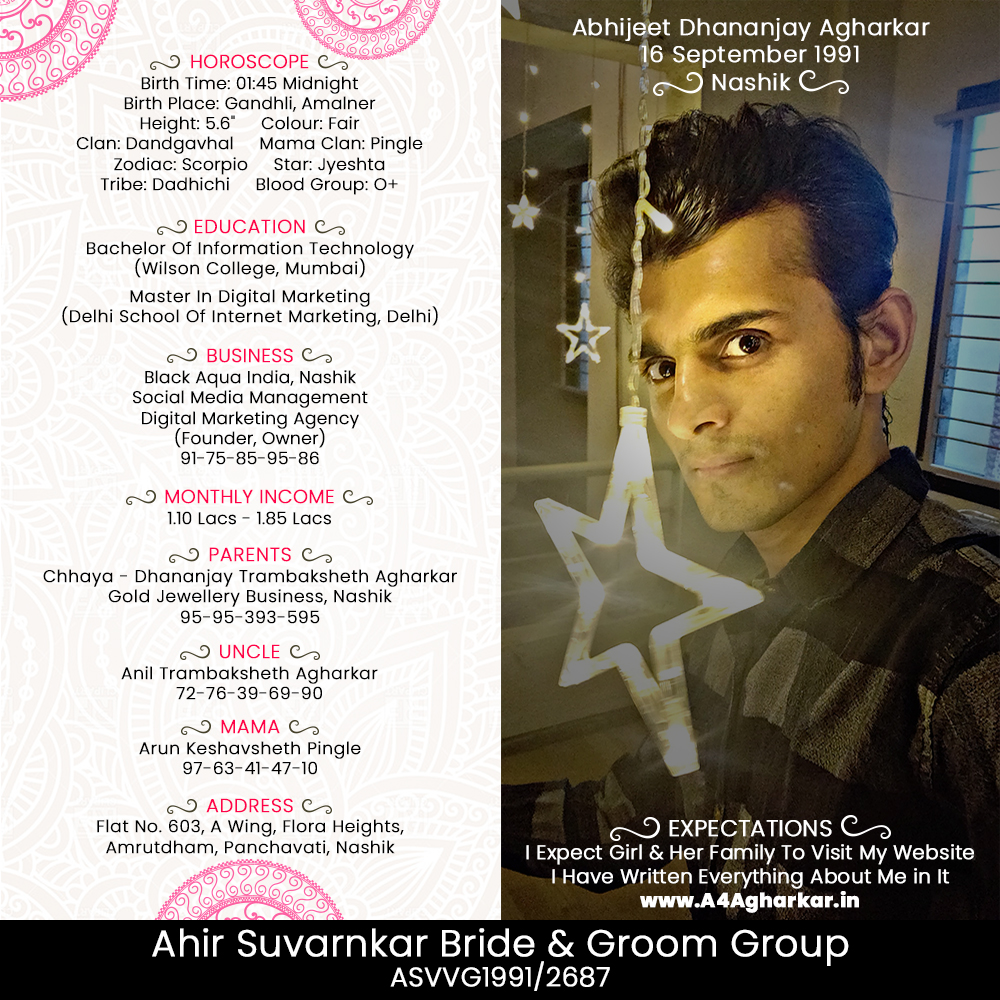 HOROSCOPE
Birth Time: 01:45 Midnight
Birth Place: Gandhli, Amalner
Height: 5.6" Colour: Fair
Clan: Dandgavhal Mama Clan: Pingle
Zodiac: Scorpio Star: Jyeshta
Tribe: Dadhichi Blood Group: O+
EDUCATION
Bachelor Of Information Technology
(Wilson College, Mumbai)
Master In Digital Marketing
(Delhi School Of Internet Marketing, Delhi)
BUSINESS
Black Aqua India, Nashik
Social Media Management
Digital Marketing Agency
(Founder, Owner)
91-75-85-95-86
MONTHLY INCOME
1.10 Lacs - 1.85 Lacs
PARENTS
Chhaya - Dhananjay Trambaksheth Agharkar
Gold Jewellery Business, Nashik
95-95-393-595
UNCLE
Anil Trambaksheth Agharkar
72-76-39-69-90
MAMA
Arun Keshavsheth Pingle
97-63-41-47-10
ADDRESS
Flat No. 603, A Wing, Flora Heights,
Amrutdham, Panchavati, Nashik
Abhijeet Dhananjay Agharkar
16 September 1991
Nashik
EXPECTATIONS
I Expect Girl & Her Family To Visit My Website
I Have Written Everything About Me in It
www.A4Agharkar.in
Ahir Suvarnkar Bride & Groom Group
ASVVG1991/2687